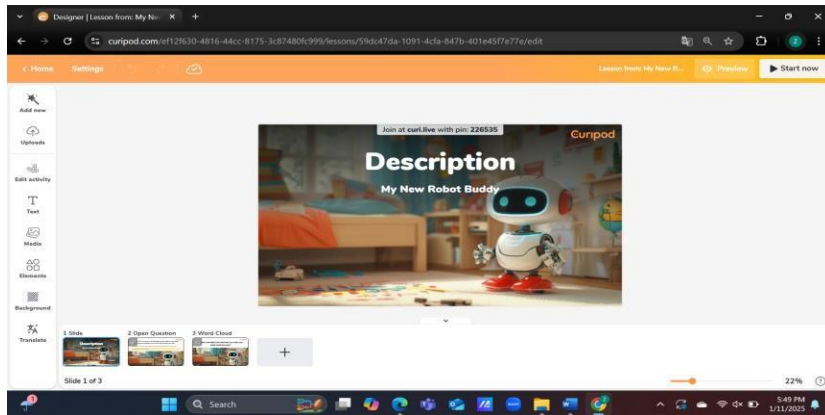 Designer | Lesson from: My Ne
curipod.com/ef12f630-4816-44cc-8175-3c87480fc999/lessons/59dc47da-1091-4cfa-847b-401e45f7e77e/edit
Home Settings Lesson from: My New R... Preview Start now
Add new
Uploads
Edit activity
Text
Media
Elements
Background
Translate
Join at curi.live with pin: 226535
Curipod
Description
My New Robot Buddy
1 Slide 2 Open Question 3 Word Cloud
Description
Slide 1 of 3
22%
Search
5:49 PM
1/11/2025